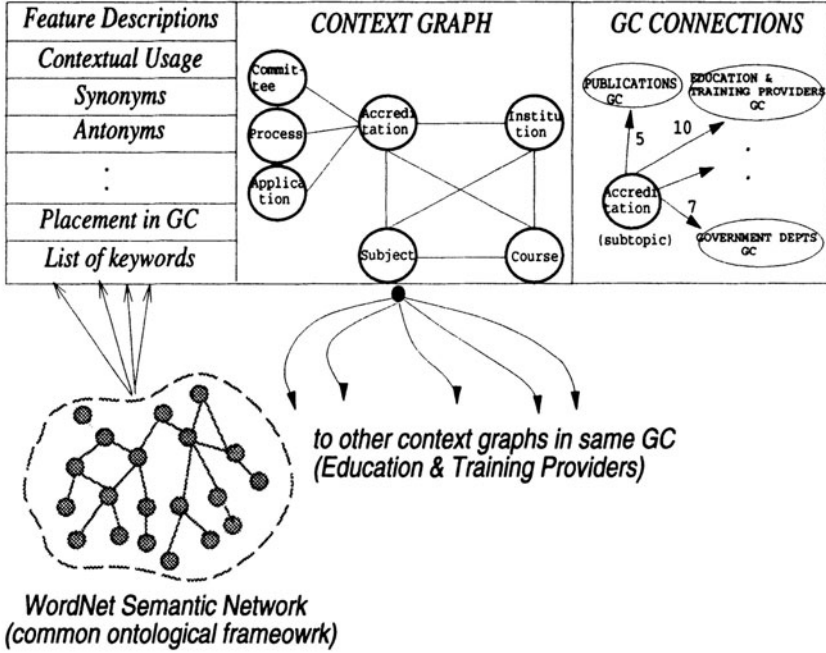 Feature Descriptions
Contextual Usage
Synonyms
Antonyms
:
Placement in GC
List of keywords
CONTEXT GRAPH
Commit-
tee
Process
Applica
tion
Accredi
tation
Institu
tion
Subject
Course
GC CONNECTIONS
PUBLICATIONS
GC
EDUCATION &
TRAINING PROVIDERS
GC
5
10
7
Accredi
tation
(subtopic)
GOVERNMENT DEPTS
GC
to other context graphs in same GC
(Education & Training Providers)
WordNet Semantic Network
(common ontological frameowrk)